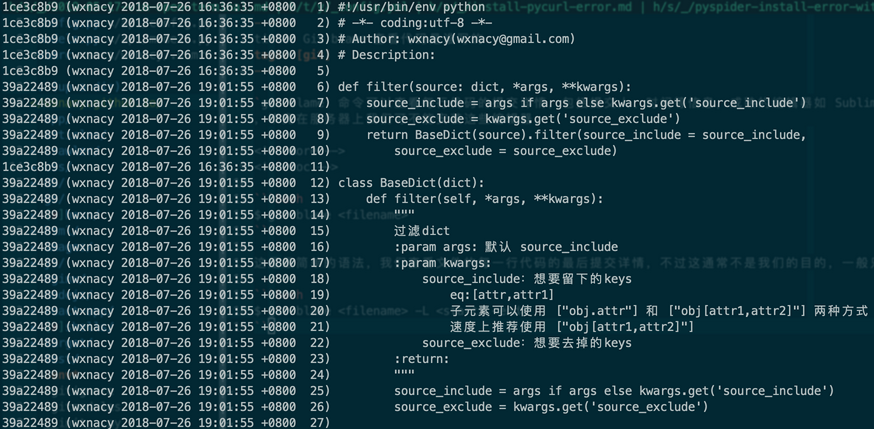 1ce3c8b9 (wxnacy 2018-07-26 16:36:35 +0800  1) #!/usr/bin/env python
1ce3c8b9 (wxnacy 2018-07-26 16:36:35 +0800  2) # -*- coding:utf-8 -*-
1ce3c8b9 (wxnacy 2018-07-26 16:36:35 +0800  3) # Author: wxnacy(wxnacy@gmail.com)
1ce3c8b9 (wxnacy 2018-07-26 16:36:35 +0800  4) # Description:
1ce3c8b9 (wxnacy 2018-07-26 16:36:35 +0800  5)
39a22489 (wxnacy 2018-07-26 19:01:55 +0800  6) def filter(source: dict, *args, **kwargs):
39a22489 (wxnacy 2018-07-26 19:01:55 +0800  7)     source_include = args if args else kwargs.get('source_include')
39a22489 (wxnacy 2018-07-26 19:01:55 +0800  8)     source_exclude = kwargs.get('source_exclude')
39a22489 (wxnacy 2018-07-26 19:01:55 +0800  9)     return BaseDict(source).filter(source_include = source_include,
39a22489 (wxnacy 2018-07-26 19:01:55 +0800 10)         source_exclude = source_exclude)
1ce3c8b9 (wxnacy 2018-07-26 16:36:35 +0800 11)
39a22489 (wxnacy 2018-07-26 19:01:55 +0800 12) class BaseDict(dict):
39a22489 (wxnacy 2018-07-26 19:01:55 +0800 13)     def filter(self, *args, **kwargs):
39a22489 (wxnacy 2018-07-26 19:01:55 +0800 14)         """
39a22489 (wxnacy 2018-07-26 19:01:55 +0800 15)         过滤dict
39a22489 (wxnacy 2018-07-26 19:01:55 +0800 16)         :param args: 默认 source_include
39a22489 (wxnacy 2018-07-26 19:01:55 +0800 17)         :param kwargs:
39a22489 (wxnacy 2018-07-26 19:01:55 +0800 18)             source_include: 想要留下的keys
39a22489 (wxnacy 2018-07-26 19:01:55 +0800 19)                 eq:[attr,attr1]
39a22489 (wxnacy 2018-07-26 19:01:55 +0800 20)                 子元素可以使用 ["obj.attr"] 和 ["obj[attr1,attr2]"] 两种方式
39a22489 (wxnacy 2018-07-26 19:01:55 +0800 21)                 速度上推荐使用 ["obj[attr1,attr2]"]
39a22489 (wxnacy 2018-07-26 19:01:55 +0800 22)             source_exclude: 想要去掉的keys
39a22489 (wxnacy 2018-07-26 19:01:55 +0800 23)         :return:
39a22489 (wxnacy 2018-07-26 19:01:55 +0800 24)         """
39a22489 (wxnacy 2018-07-26 19:01:55 +0800 25)         source_include = args if args else kwargs.get('source_include')
39a22489 (wxnacy 2018-07-26 19:01:55 +0800 26)         source_exclude = kwargs.get('source_exclude')
39a22489 (wxnacy 2018-07-26 19:01:55 +0800 27)